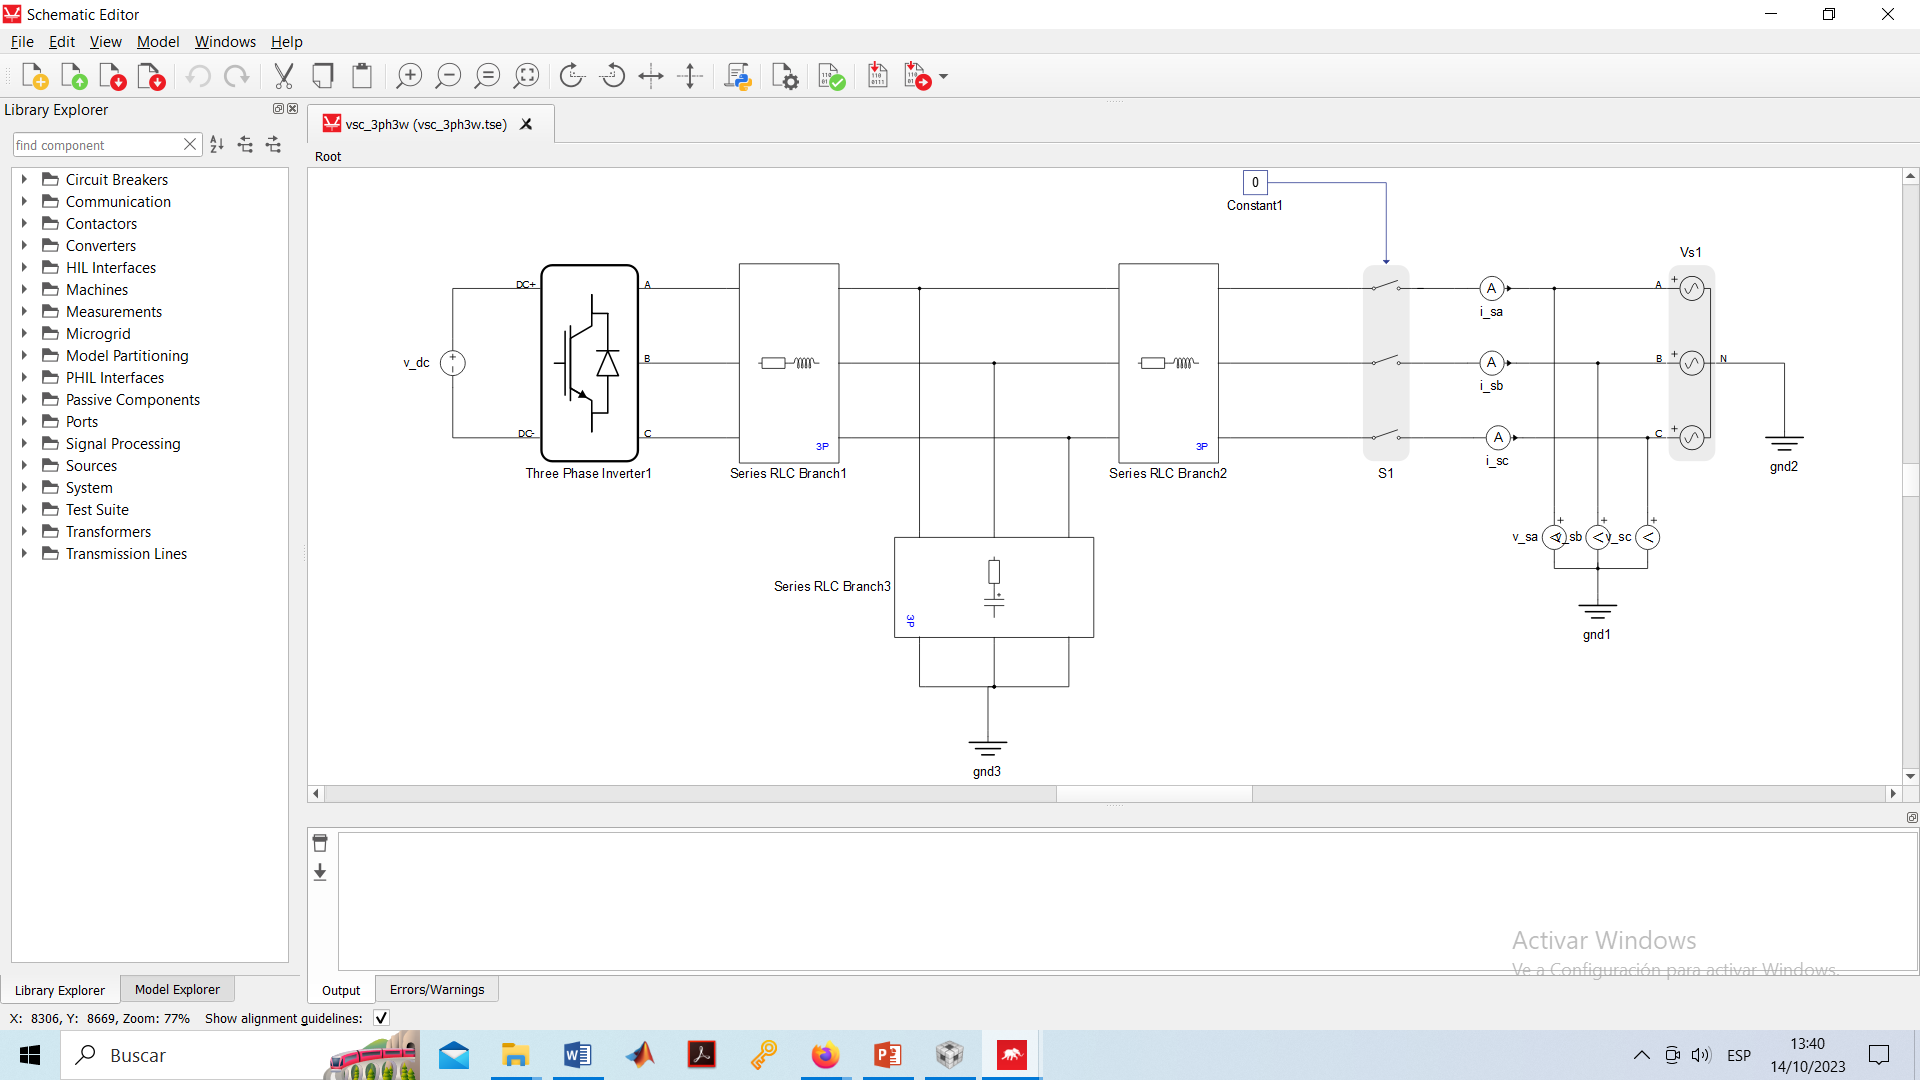 Schematic Editor
File Edit View Model Windows Help
Library Explorer
find component
Circuit Breakers
Communication
Contactors
Converters
HIL Interfaces
Machines
Measurements
Microgrid
Model Partitioning
PHIL Interfaces
Passive Components
Ports
Signal Processing
Sources
System
Test Suite
Transformers
Transmission Lines
Library Explorer Model Explorer
vsc_3ph3w (vsc_3ph3w.tse)
Root
0
Constant1
Vs1
DC+ A A A +
i_sa
v_dc + B A B + N
i_sb
DC- C 3P 3P A C +
i_sc
gnd2
Three Phase Inverter1 Series RLC Branch1 Series RLC Branch2 S1
+ + +
v_sa v_sb v_sc
Series RLC Branch3
3P
gnd1
gnd3
Output Errors/Warnings
Activar Windows
Ve a Configuración para activar Windows.
X: 8306, Y: 8669, Zoom: 77% Show alignment guidelines:
Buscar
ESP
13:40
14/10/2023